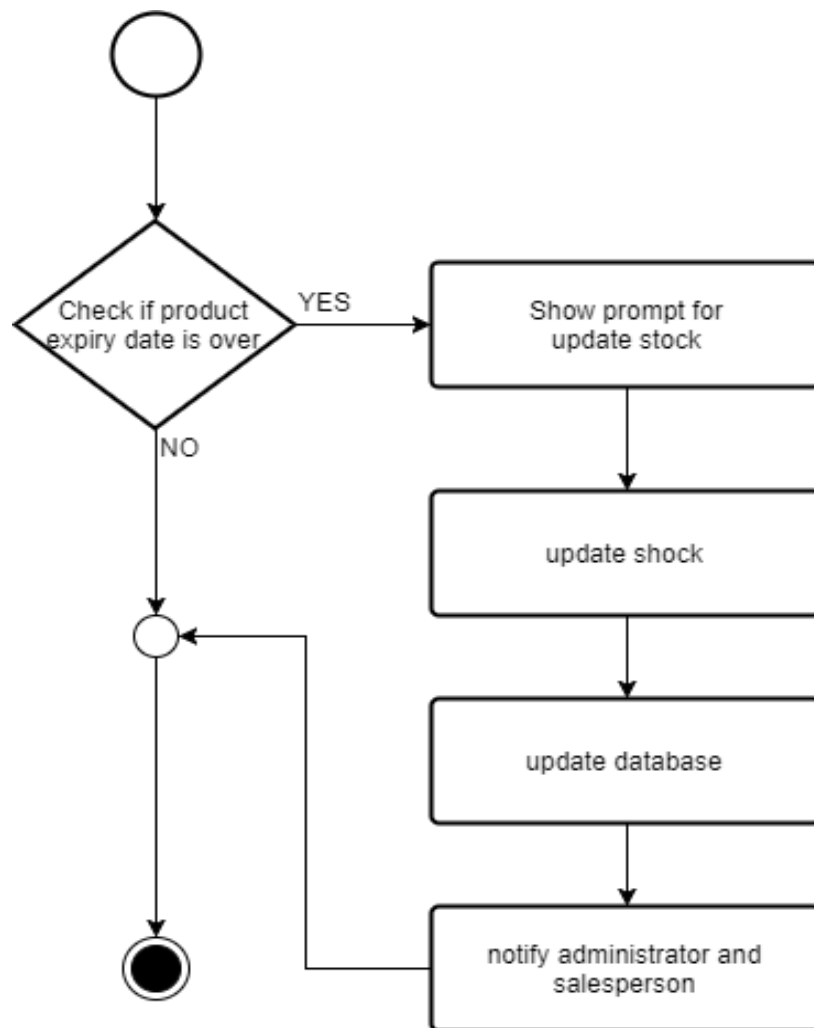 Check if product
expiry date is over
YES
Show prompt for
update stock
NO
update shock
update database
notify administrator and
salesperson